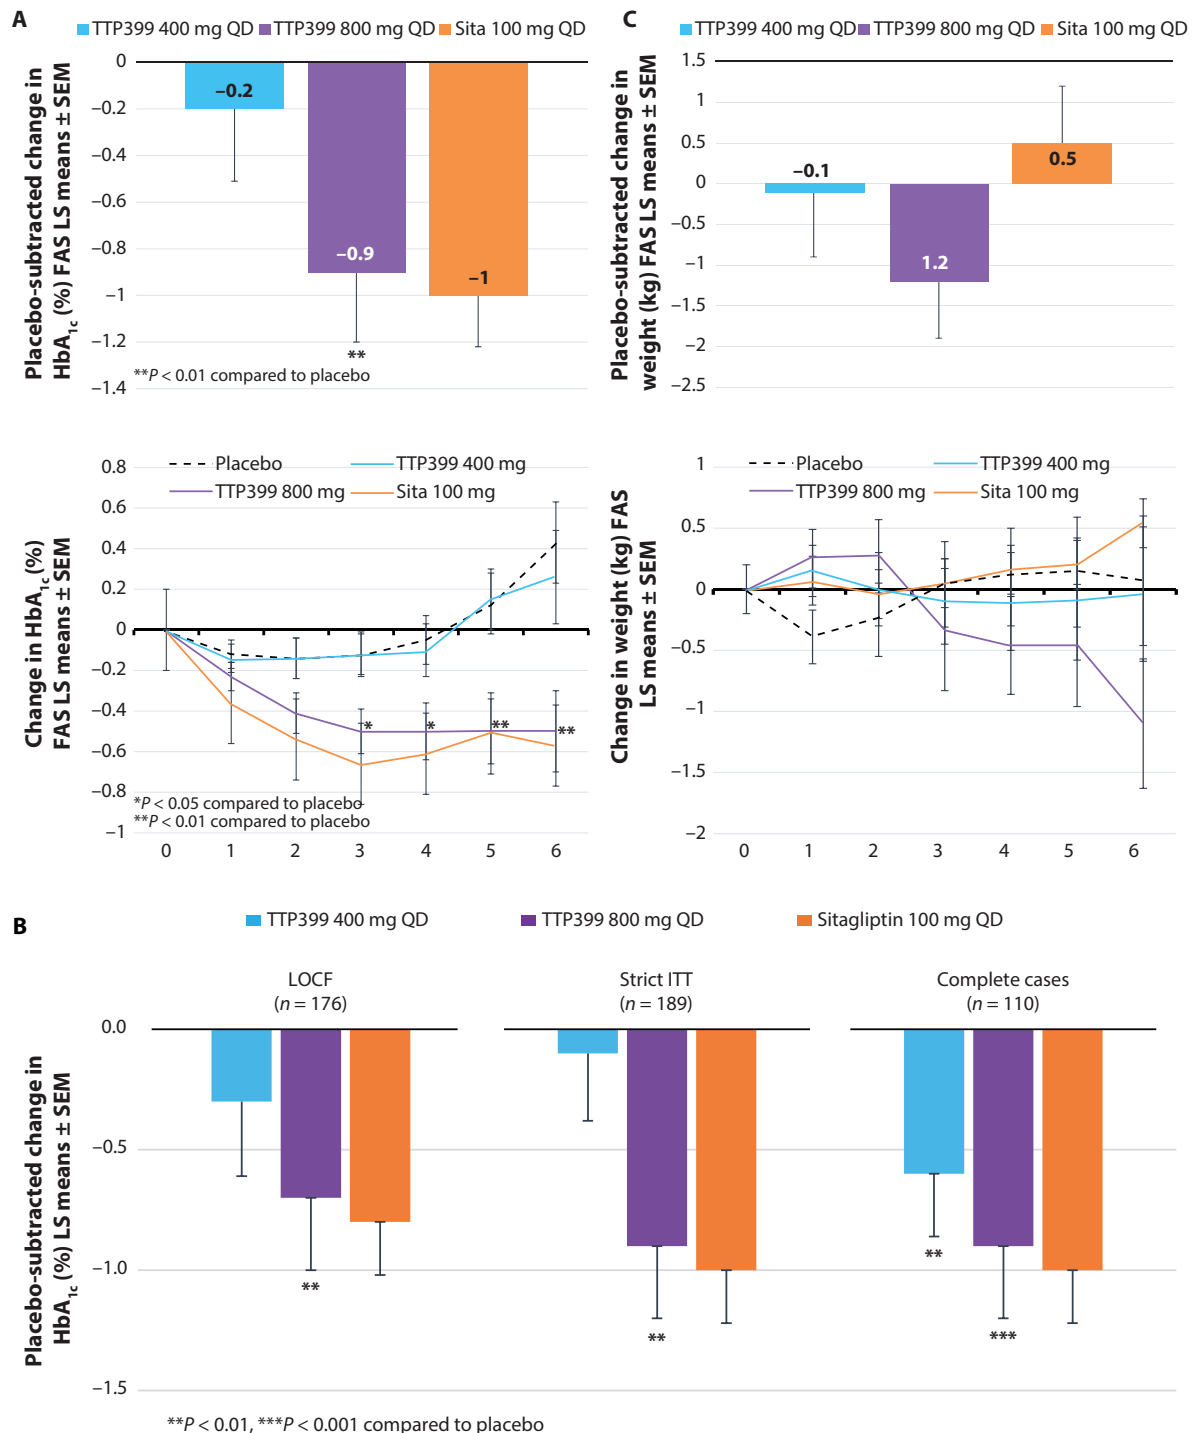 A
TTP399 400 mg QD TTP399 800 mg QD Sita 100 mg QD
Placebo-subtracted change in
HbA1c (%) FAS LS means ± SEM
0
–0.2
–0.4
–0.6
–0.8
–1
–1.2
–1.4
–0.2
–0.9
–1
**
**P < 0.01 compared to placebo
Change in HbA1c (%)
FAS LS means ± SEM
0.8
0.6
0.4
0.2
0
–0.2
–0.4
–0.6
–0.8
–1
Placebo TTP399 400 mg
TTP399 800 mg Sita 100 mg
* * ** **
*P < 0.05 compared to placebo
**P < 0.01 compared to placebo
0 1 2 3 4 5 6
C
TTP399 400 mg QD TTP399 800 mg QD Sita 100 mg QD
Placebo-subtracted change in
weight (kg) FAS LS means ± SEM
1.5
1
0.5
0
–0.5
–1
–1.5
–2
–2.5
–0.1
1.2
0.5
Change in weight (kg) FAS
LS means ± SEM
1
0.5
0
–0.5
–1
–1.5
–2
Placebo TTP399 400 mg
TTP399 800 mg Sita 100 mg
0 1 2 3 4 5 6
B
TTP399 400 mg QD TTP399 800 mg QD Sitagliptin 100 mg QD
Placebo-subtracted change in
HbA1c (%) LS means ± SEM
LOCF
(n = 176)
Strict ITT
(n = 189)
Complete cases
(n = 110)
0.0
–0.5
–1.0
–1.5
**
**
**
***
**P < 0.01, ***P < 0.001 compared to placebo